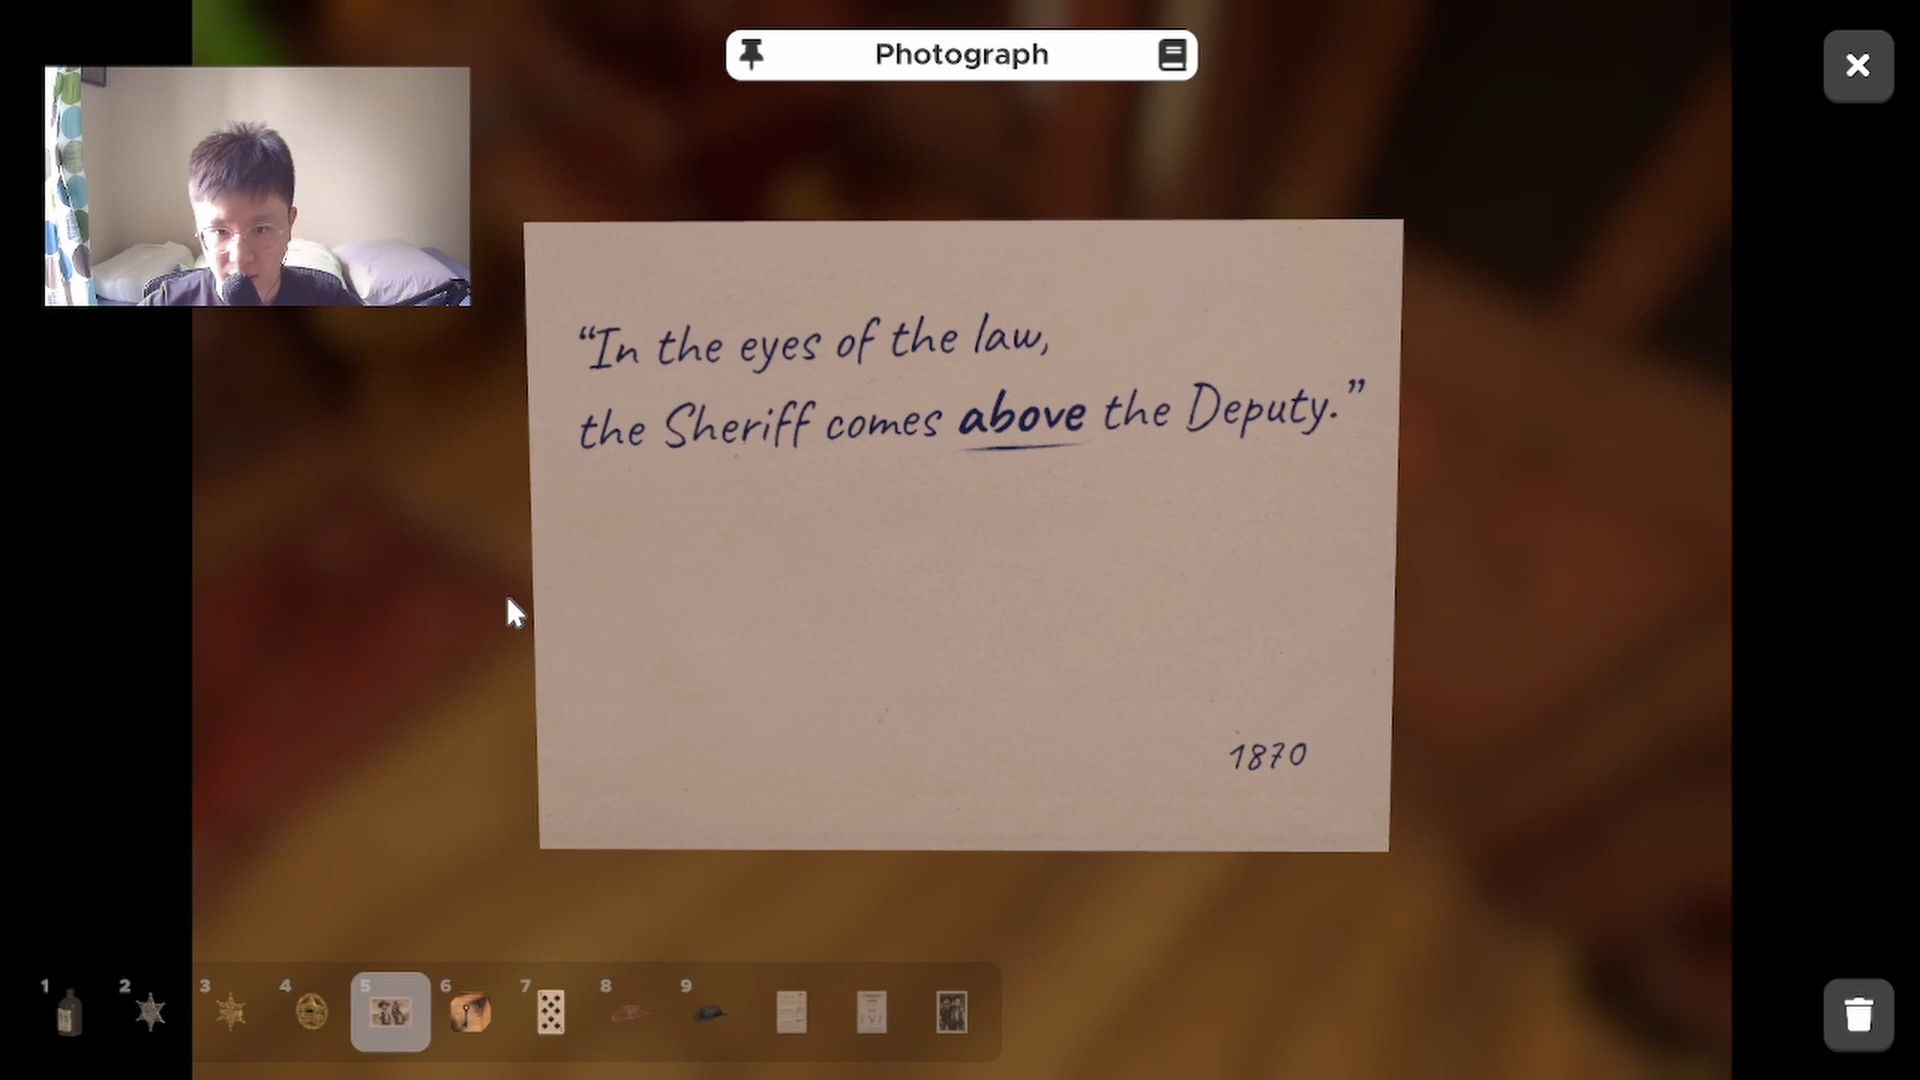 Photograph
“In the eyes of the law,
the Sheriff comes above the Deputy.”
1870
1 2 3 4 5 6 7 8 9